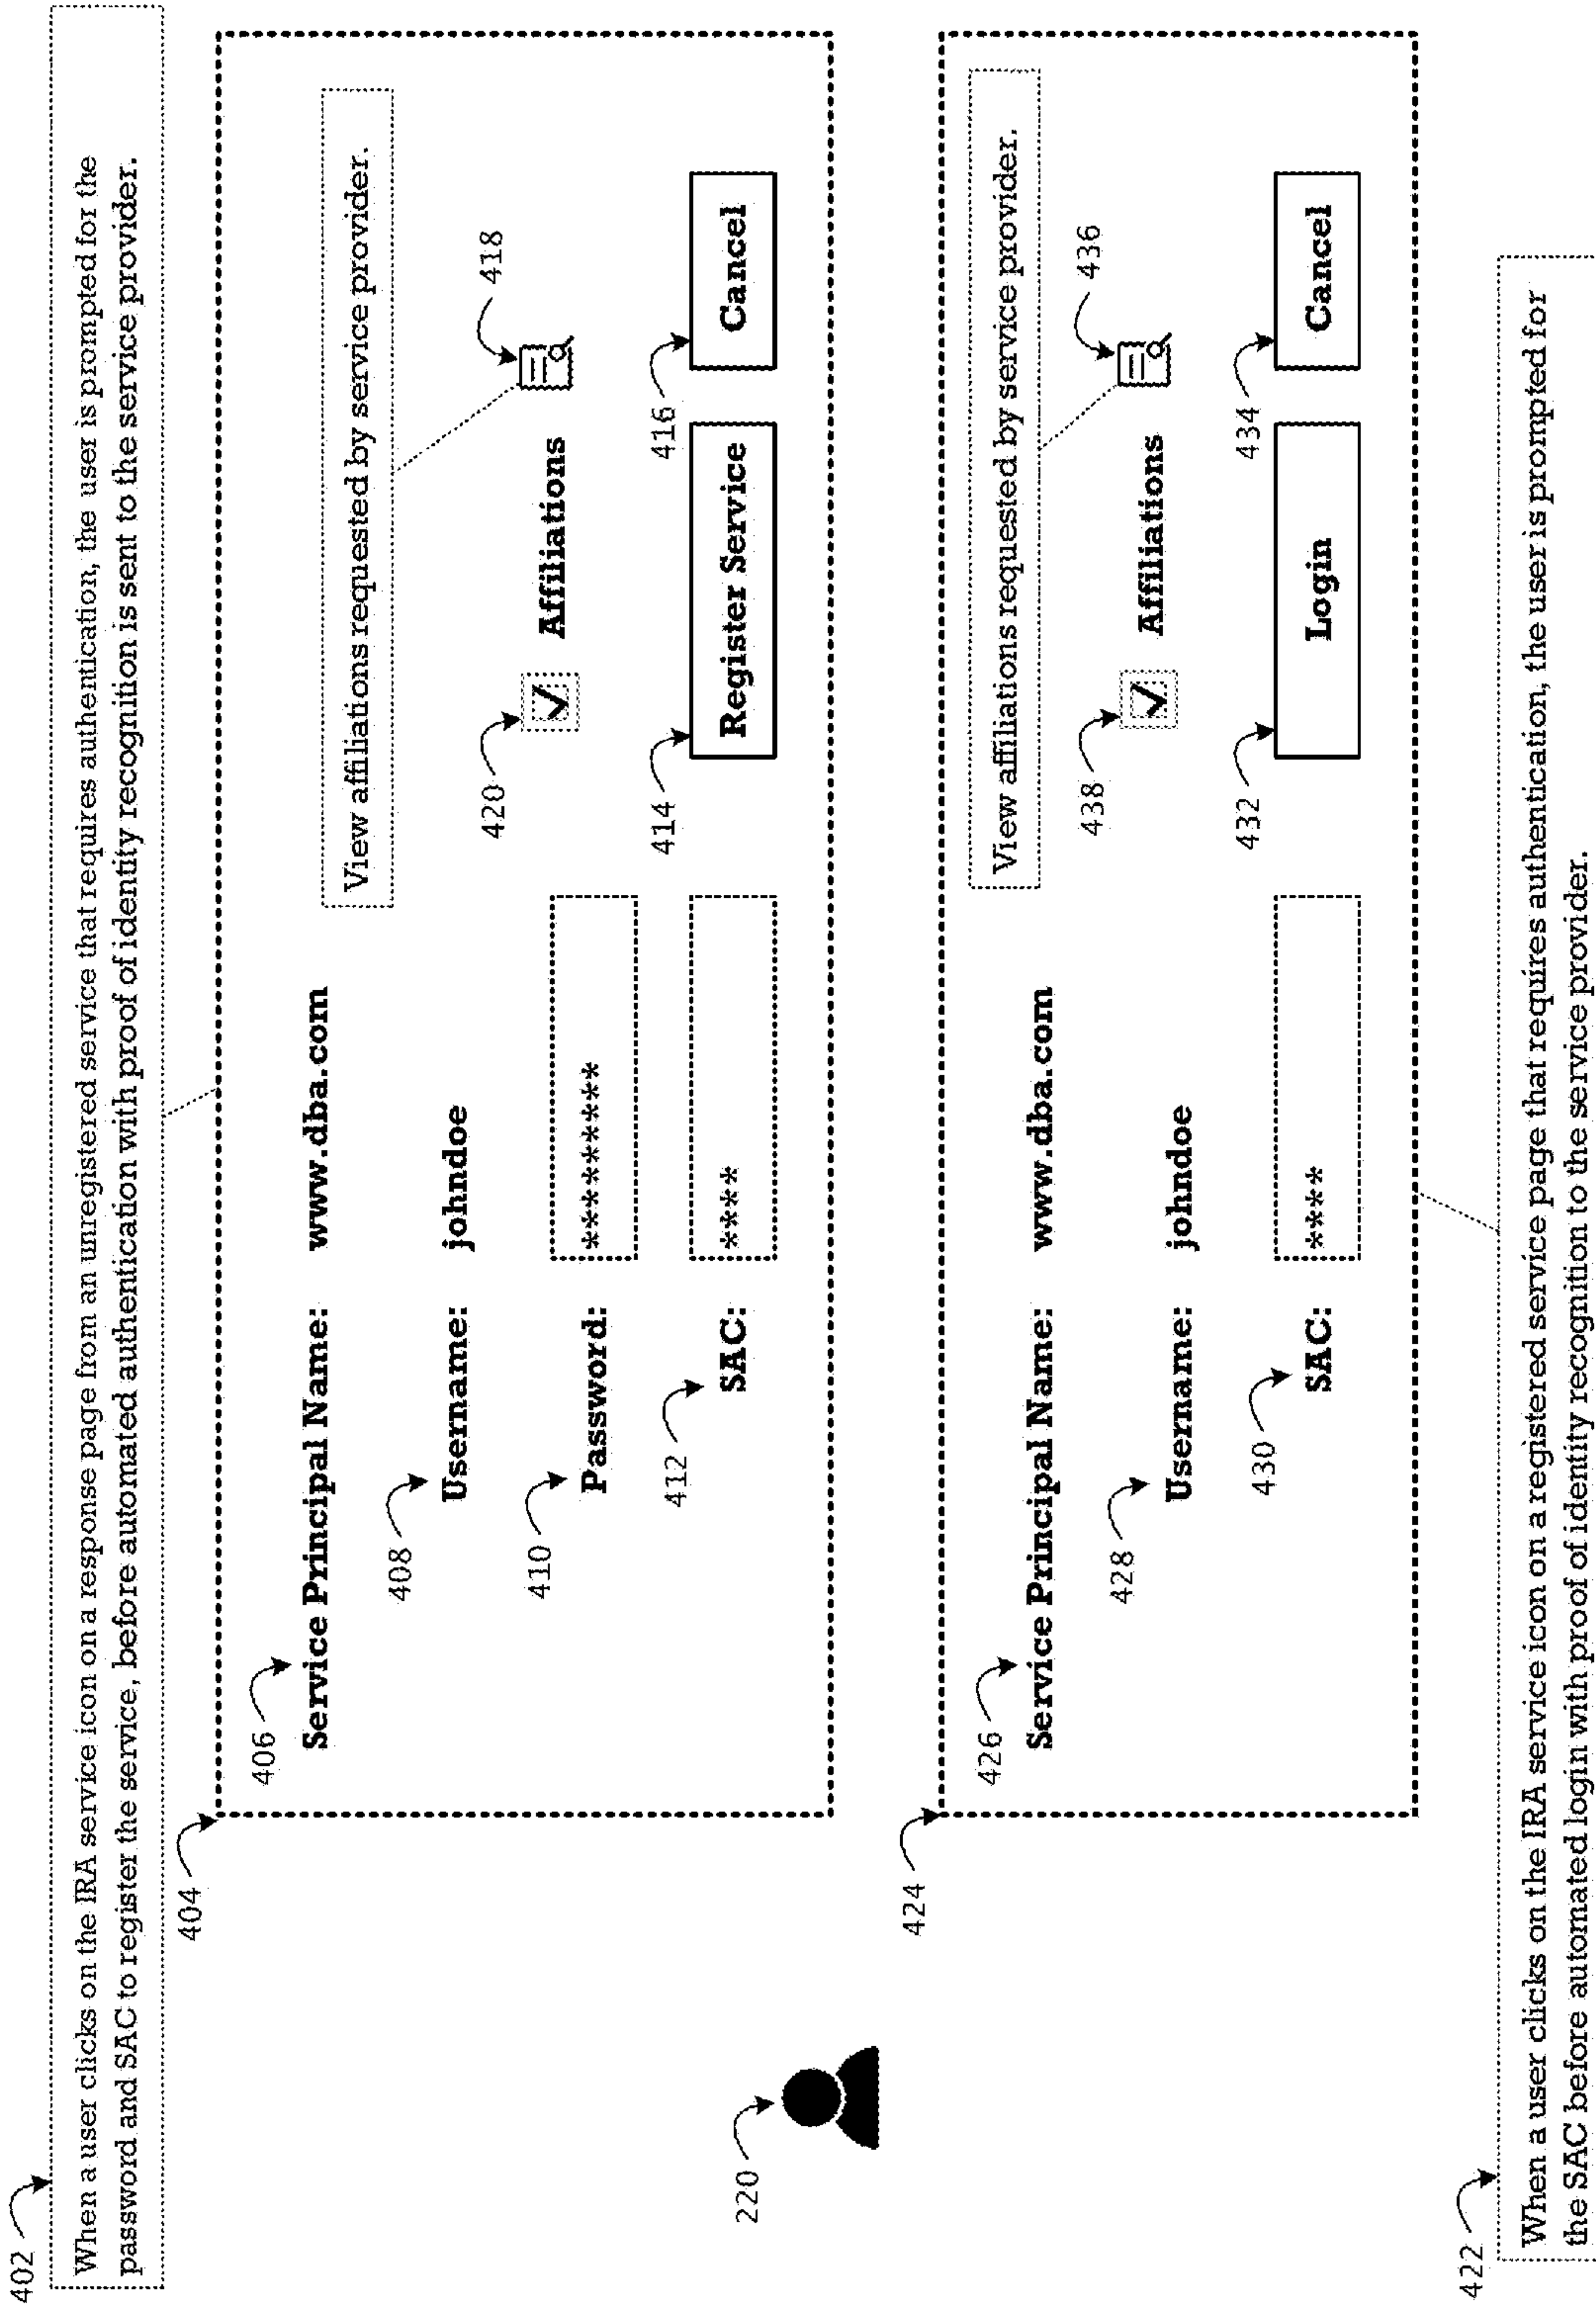 402
When a user clicks on the IRA service icon on a response page from an unregistered service that requires authentication, the user is prompted for the
password and SAC to register the service, before automated authentication with proof of identity recognition is sent to the service provider.
404
406
Service Principal Name: www.dba.com
View affiliations requested by service provider.
408
Username: johndoe
420
Affiliations
418
410
Password: *********
412
SAC: ****
414
Register Service
416
Cancel
220
424
426
Service Principal Name: www.dba.com
View affiliations requested by service provider.
428
Username: johndoe
438
Affiliations
436
430
SAC: ****
432
Login
434
Cancel
422
When a user clicks on the IRA service icon on a registered service page that requires authentication, the user is prompted for
the SAC before automated login with proof of identity recognition to the service provider.